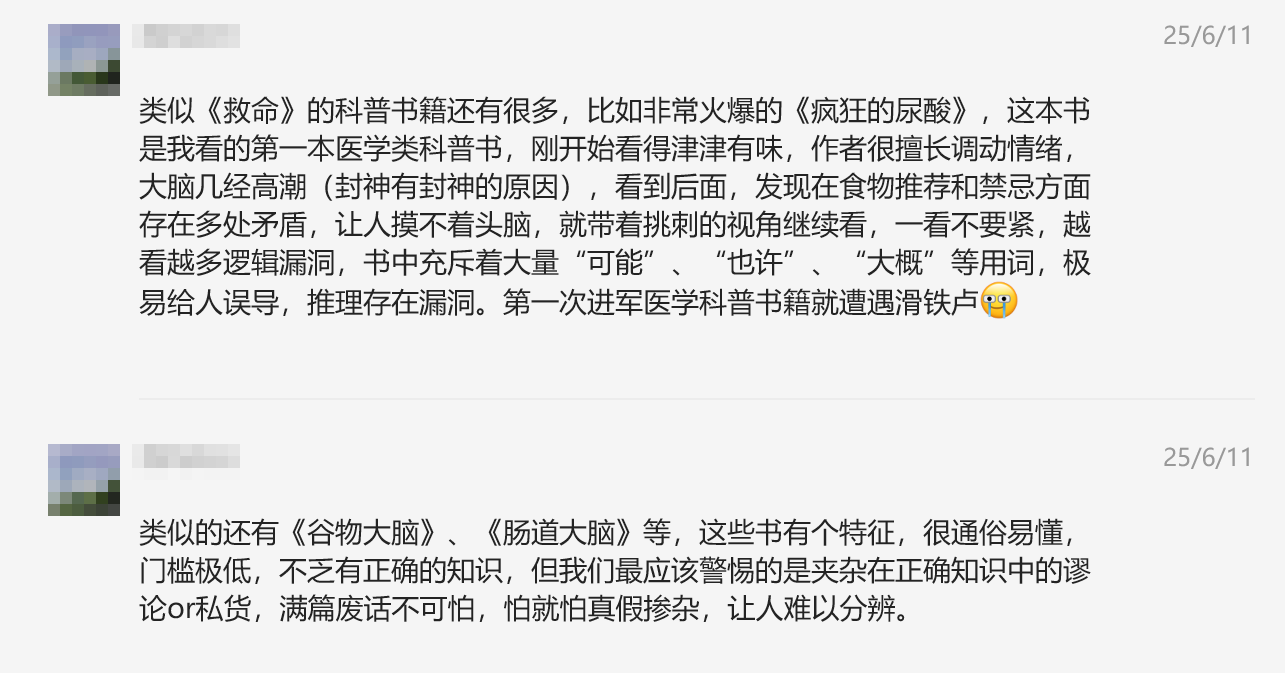 25/6/11
类似《救命》的科普书籍还有很多，比如非常火爆的《疯狂的尿酸》，这本书
是我看的第一本医学类科普书，刚开始看得津津有味，作者很擅长调动情绪，
大脑几经高潮（封神有封神的原因），看到后面，发现在食物推荐和禁忌方面
存在多处矛盾，让人摸不着头脑，就带着挑刺的视角继续看，一看不要紧，越
看越多逻辑漏洞，书中充斥着大量“可能”、“也许”、“大概”等用词，极
易给人误导，推理存在漏洞。第一次进军医学科普书籍就遭遇滑铁卢🥹
25/6/11
类似的还有《谷物大脑》、《肠道大脑》等，这些书有个特征，很通俗易懂，
门槛极低，不乏有正确的知识，但我们最应该警惕的是夹杂在正确知识中的谬
论or私货，满篇废话不可怕，怕就怕真假掺杂，让人难以分辨。